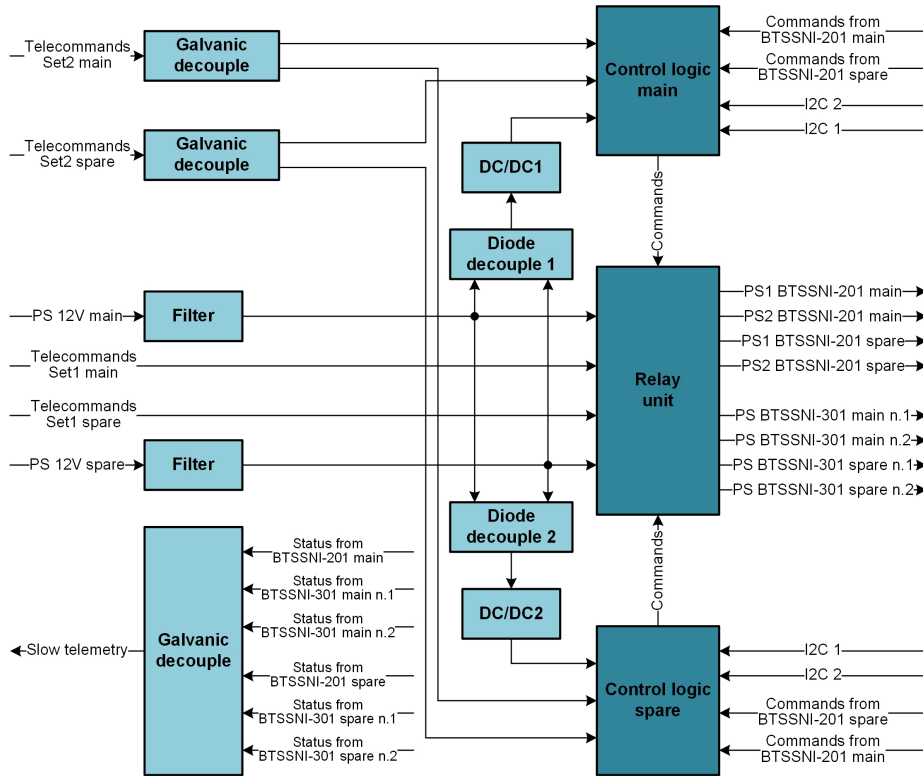 Telecommands
Set2 main
Galvanic
decouple
Control logic
main
Commands from
BTSSNI-201 main
Commands from
BTSSNI-201 spare
I2C 2
I2C 1
Telecommands
Set2 spare
Galvanic
decouple
DC/DC1
Commands
Diode
decouple 1
PS 12V main
Filter
Telecommands
Set1 main
Telecommands
Set1 spare
PS 12V spare
Filter
Relay
unit
PS1 BTSSNI-201 main
PS2 BTSSNI-201 main
PS1 BTSSNI-201 spare
PS2 BTSSNI-201 spare
PS BTSSNI-301 main n.1
PS BTSSNI-301 main n.2
PS BTSSNI-301 spare n.1
PS BTSSNI-301 spare n.2
Diode
decouple 2
DC/DC2
Commands
Slow telemetry
Galvanic
decouple
Status from
BTSSNI-201 main
Status from
BTSSNI-301 main n.1
Status from
BTSSNI-301 main n.2
Status from
BTSSNI-201 spare
Status from
BTSSNI-301 spare n.1
Status from
BTSSNI-301 spare n.2
Control logic
spare
I2C 1
I2C 2
Commands from
BTSSNI-201 spare
Commands from
BTSSNI-201 main